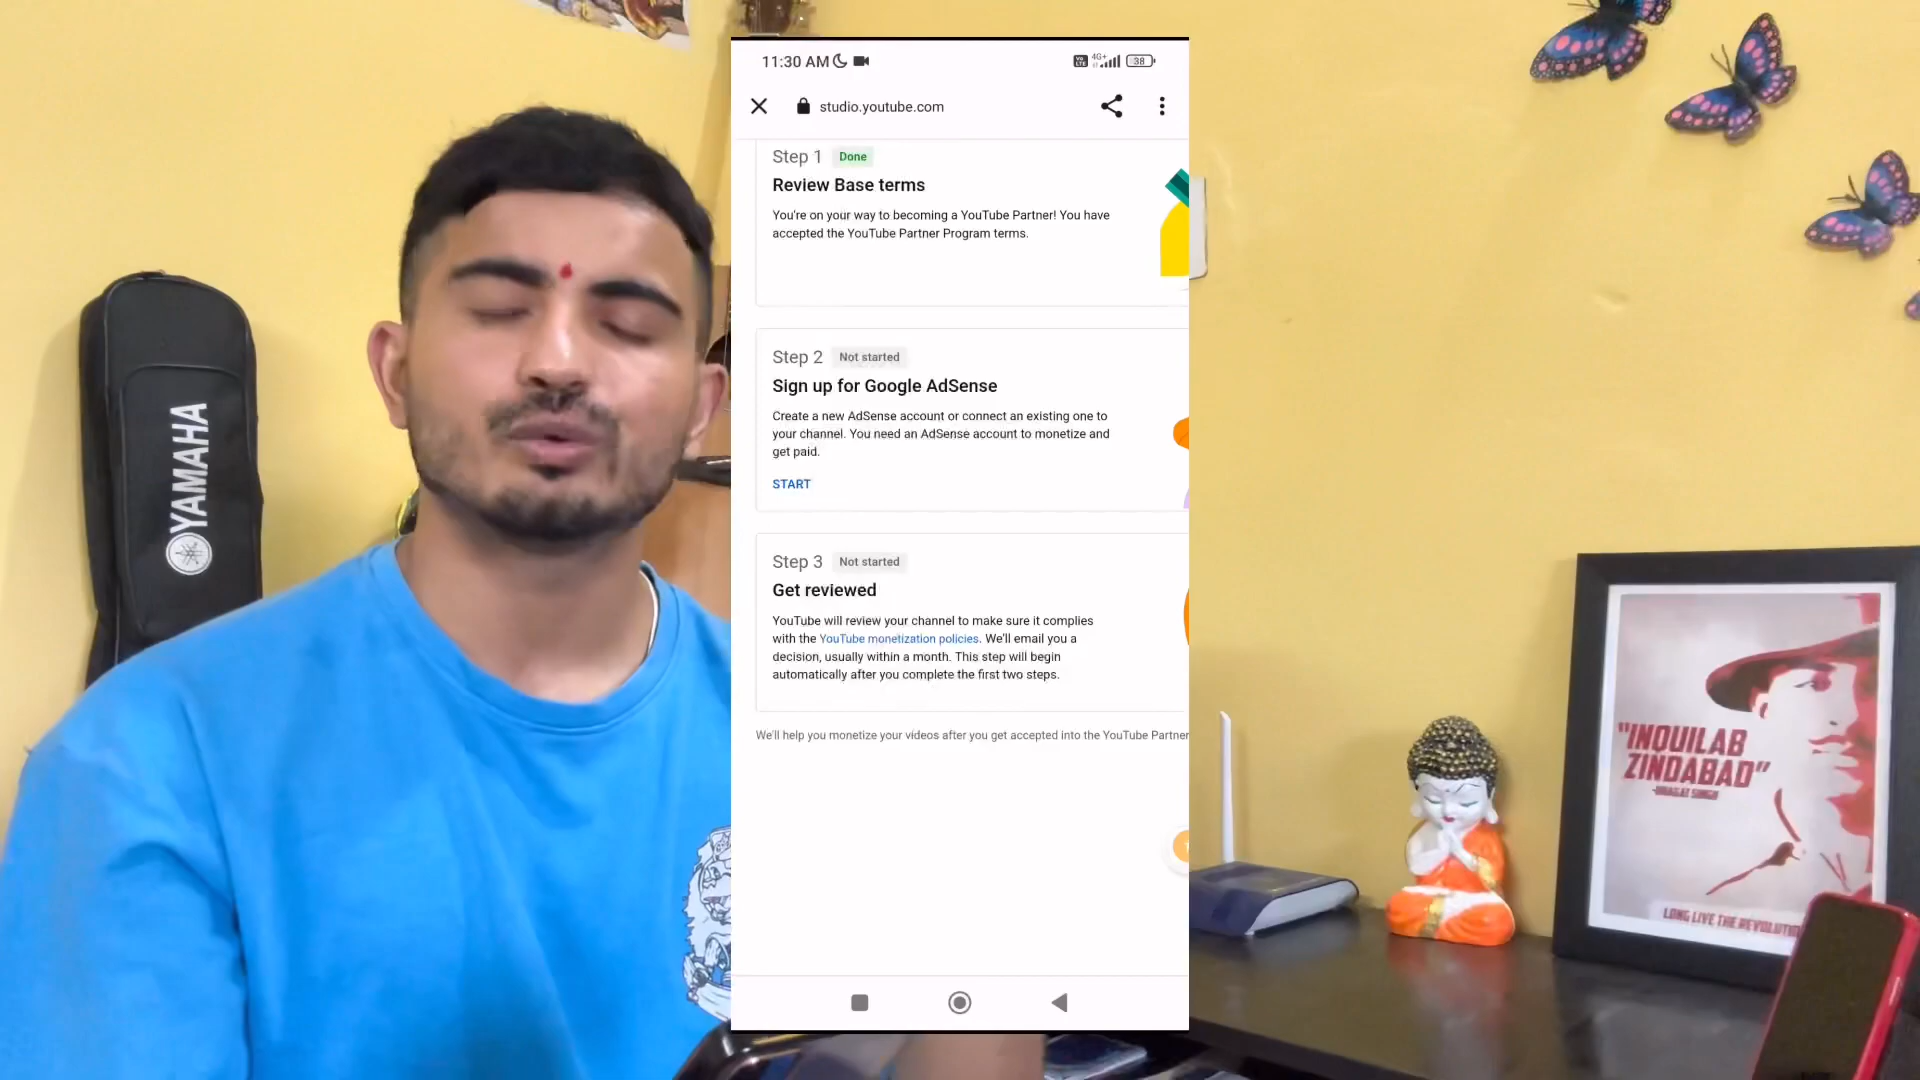 YAMAHA
11:30 AM
4G+
38
studio.youtube.com
Step 1 Done
Review Base terms
You're on your way to becoming a YouTube Partner! You have
accepted the YouTube Partner Program terms.
Step 2 Not started
Sign up for Google AdSense
Create a new AdSense account or connect an existing one to
your channel. You need an AdSense account to monetize and
get paid.
START
Step 3 Not started
Get reviewed
YouTube will review your channel to make sure it complies
with the YouTube monetization policies. We'll email you a
decision, usually within a month. This step will begin
automatically after you complete the first two steps.
We'll help you monetize your videos after you get accepted into the YouTube Partner
"INQUILAB
ZINDABAD"
-BHAGAT SINGH
LONG LIVE THE REVOLUTION